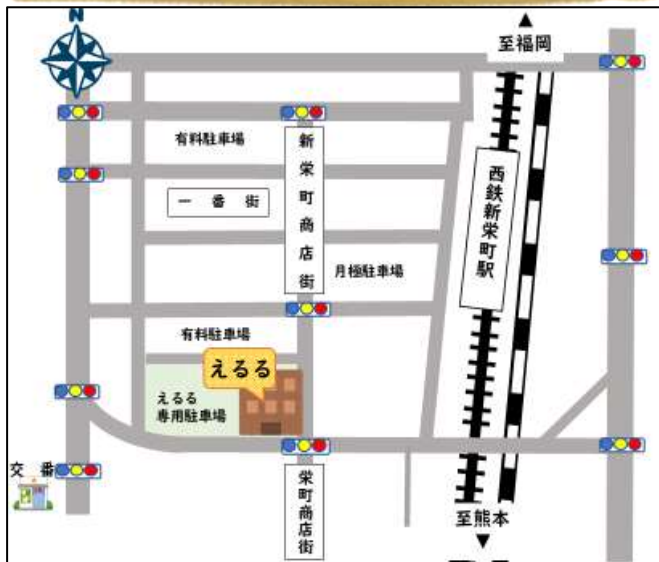 N
▲
至福岡
有料駐車場
新栄町商店街
一番街
西鉄新栄町駅
月極駐車場
有料駐車場
えるる
えるる
専用駐車場
交番
栄町商店街
至熊本
▼